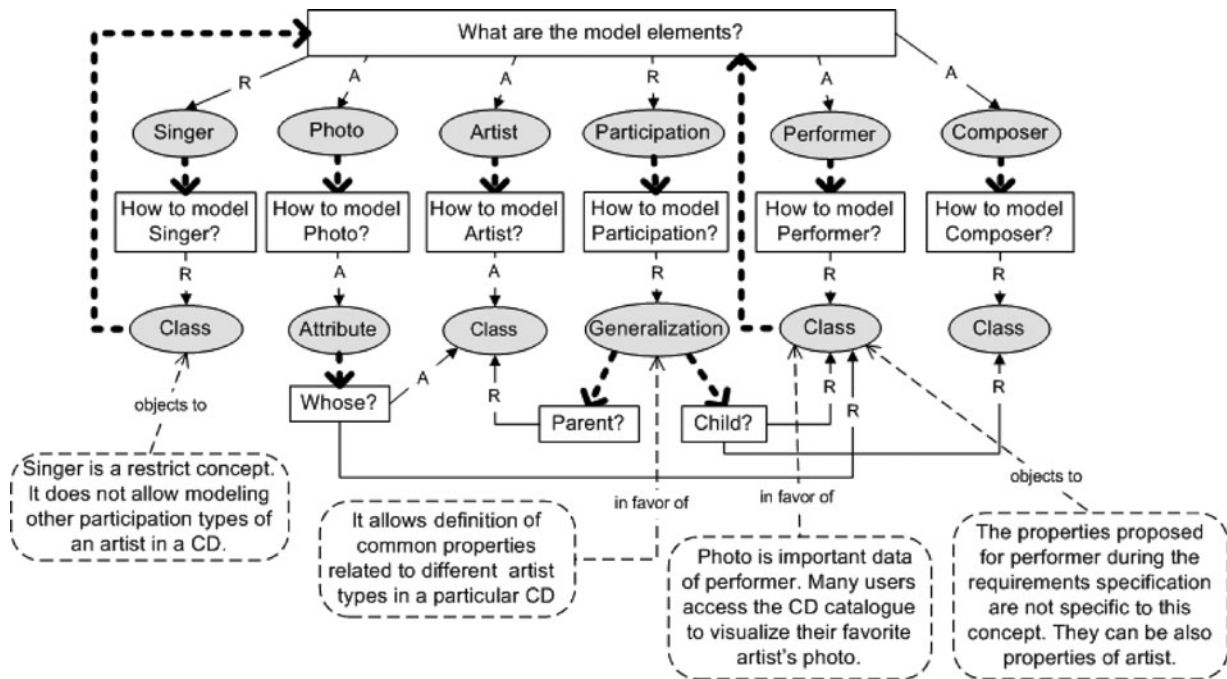 What are the model elements?
R
A
A
R
A
A
Singer
Photo
Artist
Participation
Performer
Composer
How to model
Singer?
How to model
Photo?
How to model
Artist?
How to model
Participation?
How to model
Performer?
How to model
Composer?
R
A
A
R
R
R
Class
Attribute
Class
Generalization
Class
Class
objects to
Whose?
A
R
Parent?
Child?
R
R
R
Singer is a restrict concept.
It does not allow modeling
other participation types of
an artist in a CD.
in favor of
It allows definition of
common properties
related to different artist
types in a particular CD
in favor of
Photo is important data
of performer. Many users
access the CD catalogue
to visualize their favorite
artist's photo.
objects to
The properties proposed
for performer during the
requirements specification
are not specific to this
concept. They can be also
properties of artist.